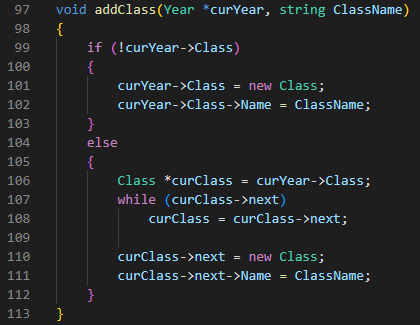 97 void addClass(Year *curYear, string ClassName)
98 {
99     if (!curYear->Class)
100     {
101         curYear->Class = new Class;
102         curYear->Class->Name = ClassName;
103     }
104     else
105     {
106         Class *curClass = curYear->Class;
107         while (curClass->next)
108             curClass = curClass->next;
109
110         curClass->next = new Class;
111         curClass->next->Name = ClassName;
112     }
113 }